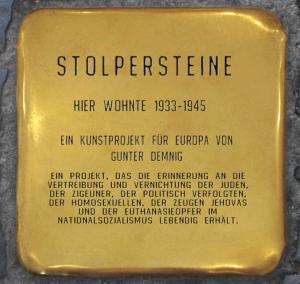 STOLPERSTEINE
HIER WOHNTE 1933-1945
EIN KUNSTPROJEKT FÜR EUROPA VON
GUNTER DEMNIG
EIN PROJEKT, DAS DIE ERINNERUNG AN DIE
VERTREIBUNG UND VERNICHTUNG DER JUDEN,
DER ZIGEUNER, DER POLITISCH VERFOLGTEN,
DER HOMOSEXUELLEN, DER ZEUGEN JEHOVAS
UND DER EUTHANASIEOPFER IM
NATIONALSOZIALISMUS LEBENDIG ERHÄLT.